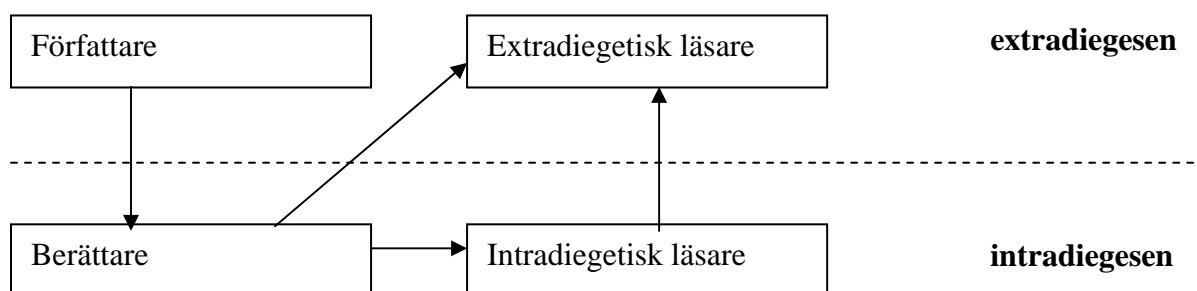 Författare
Extradiegetisk läsare
extradiegesen
Berättare
Intradiegetisk läsare
intradiegesen